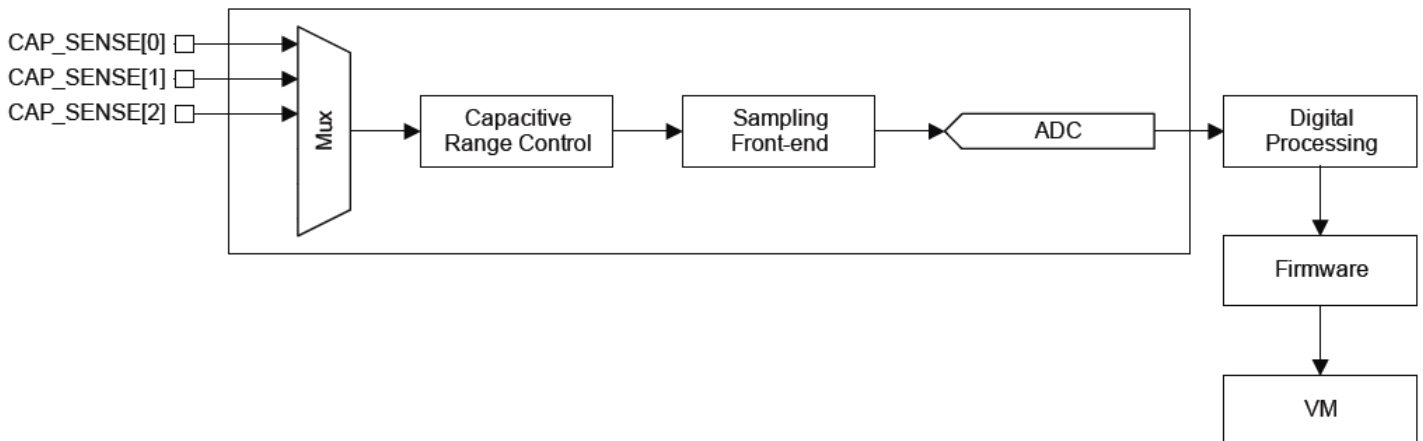 CAP_SENSE[0]
CAP_SENSE[1]
CAP_SENSE[2]
Mux
Capacitive
Range Control
Sampling
Front-end
ADC
Digital
Processing
Firmware
VM